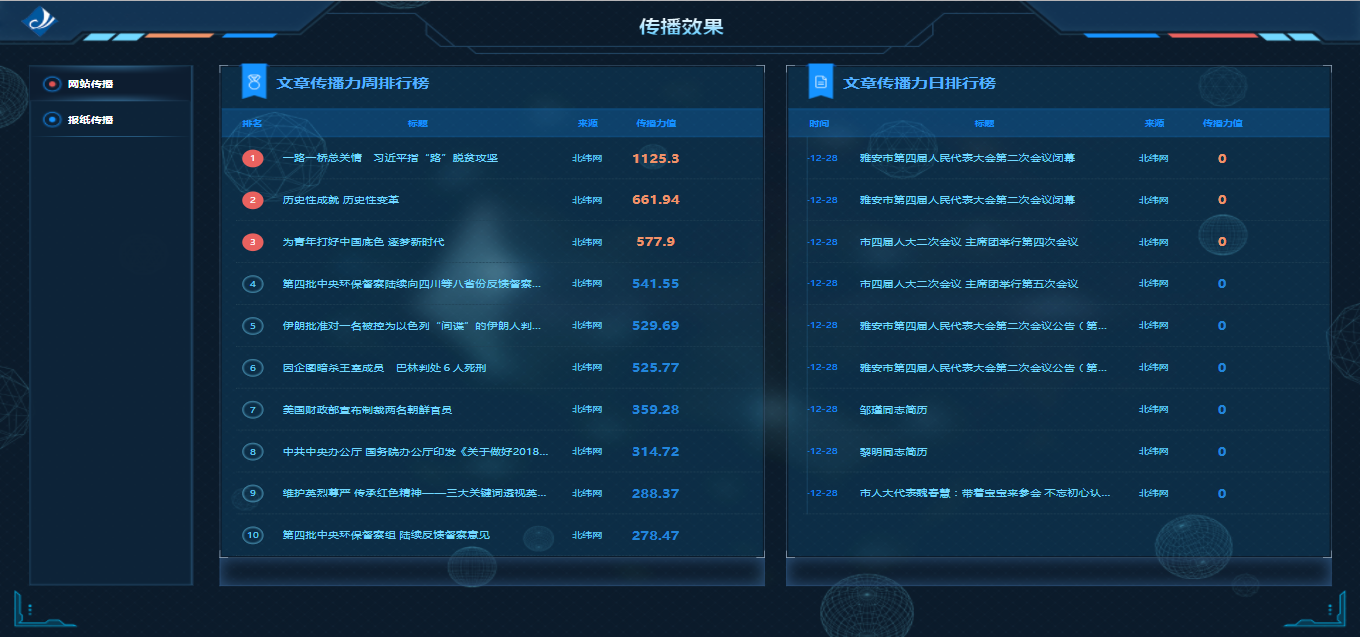 传播效果
网站传播
报纸传播
文章传播力周排行榜
排名 标题 来源 传播力值
1 一路一桥总关情 习近平指“路”脱贫攻坚 北纬网 1125.3
2 历史性成就 历史性变革 北纬网 661.94
3 为青年打好中国底色 逐梦新时代 北纬网 577.9
4 第四批中央环保督察陆续向四川等八省份反馈督察... 北纬网 541.55
5 伊朗批准对一名被控为以色列“间谍”的伊朗人判... 北纬网 529.69
6 因企图暗杀王室成员 巴林判处6人死刑 北纬网 525.77
7 美国财政部宣布制裁两名朝鲜官员 北纬网 359.28
8 中共中央办公厅 国务院办公厅印发《关于做好2018... 北纬网 314.72
9 维护英烈尊严 传承红色精神——三大关键词透视英... 北纬网 288.37
10 第四批中央环保督察组 陆续反馈督察意见 北纬网 278.47
文章传播力日排行榜
时间 标题 来源 传播力值
-12-28 雅安市第四届人民代表大会第二次会议闭幕 北纬网 0
-12-28 雅安市第四届人民代表大会第二次会议闭幕 北纬网 0
-12-28 市四届人大二次会议 主席团举行第四次会议 北纬网 0
-12-28 市四届人大二次会议 主席团举行第五次会议 北纬网 0
-12-28 雅安市第四届人民代表大会第二次会议公告（第... 北纬网 0
-12-28 雅安市第四届人民代表大会第二次会议公告（第... 北纬网 0
-12-28 邹瑾同志简历 北纬网 0
-12-28 黎明同志简历 北纬网 0
-12-28 市人大代表魏春慧：带着宝宝来参会 不忘初心认... 北纬网 0